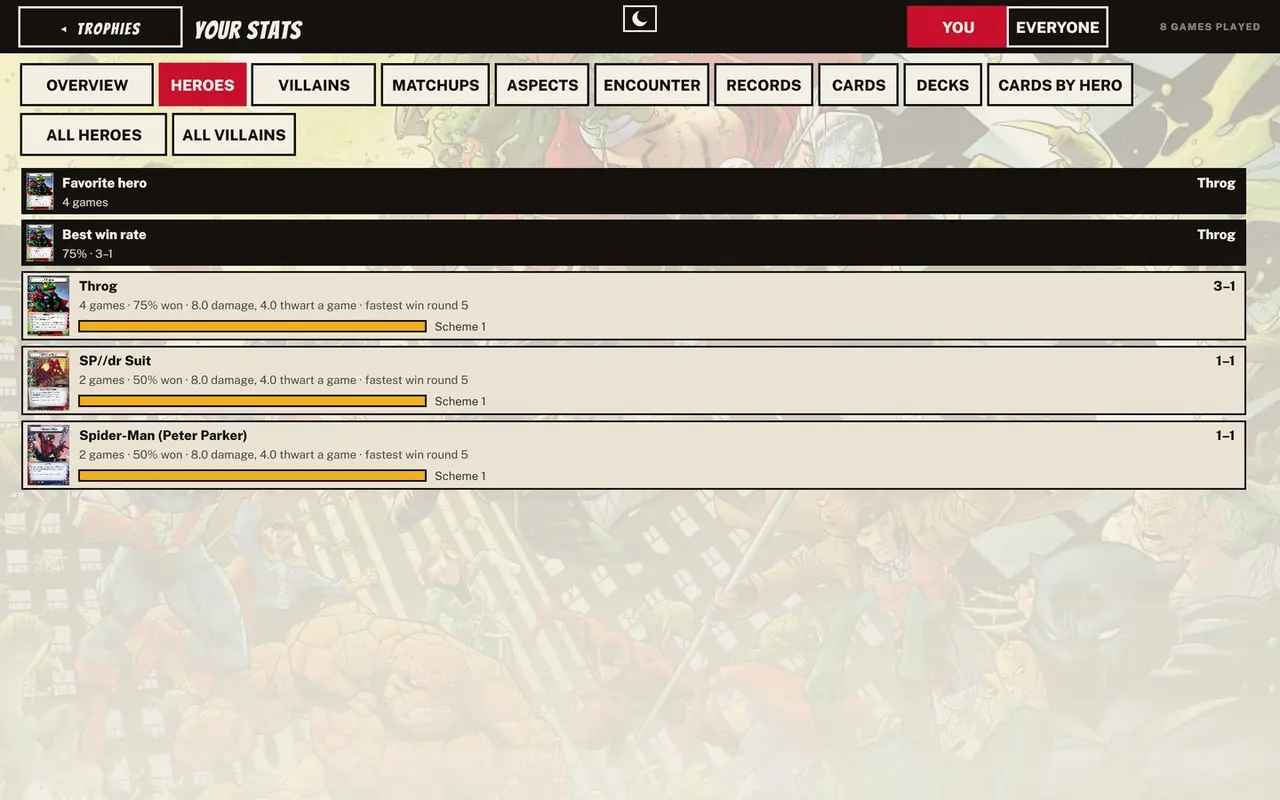 ◂ TROPHIES
YOUR STATS
YOU
EVERYONE
8 GAMES PLAYED
OVERVIEW
HEROES
VILLAINS
MATCHUPS
ASPECTS
ENCOUNTER
RECORDS
CARDS
DECKS
CARDS BY HERO
ALL HEROES
ALL VILLAINS
Favorite hero
Throg
4 games
Best win rate
Throg
75% · 3–1
Throg
3–1
4 games · 75% won · 8.0 damage, 4.0 thwart a game · fastest win round 5
Scheme 1
SP//dr Suit
1–1
2 games · 50% won · 8.0 damage, 4.0 thwart a game · fastest win round 5
Scheme 1
Spider-Man (Peter Parker)
1–1
2 games · 50% won · 8.0 damage, 4.0 thwart a game · fastest win round 5
Scheme 1